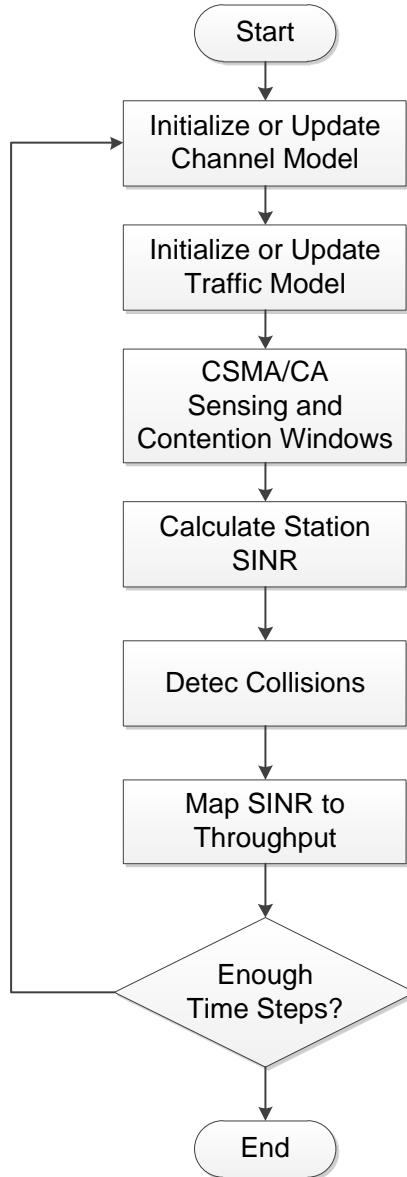 Start
Initialize or Update
Channel Model
Initialize or Update
Traffic Model
CSMA/CA
Sensing and
Contention Windows
Calculate Station
SINR
Detec Collisions
Map SINR to
Throughput
Enough
Time Steps?
End